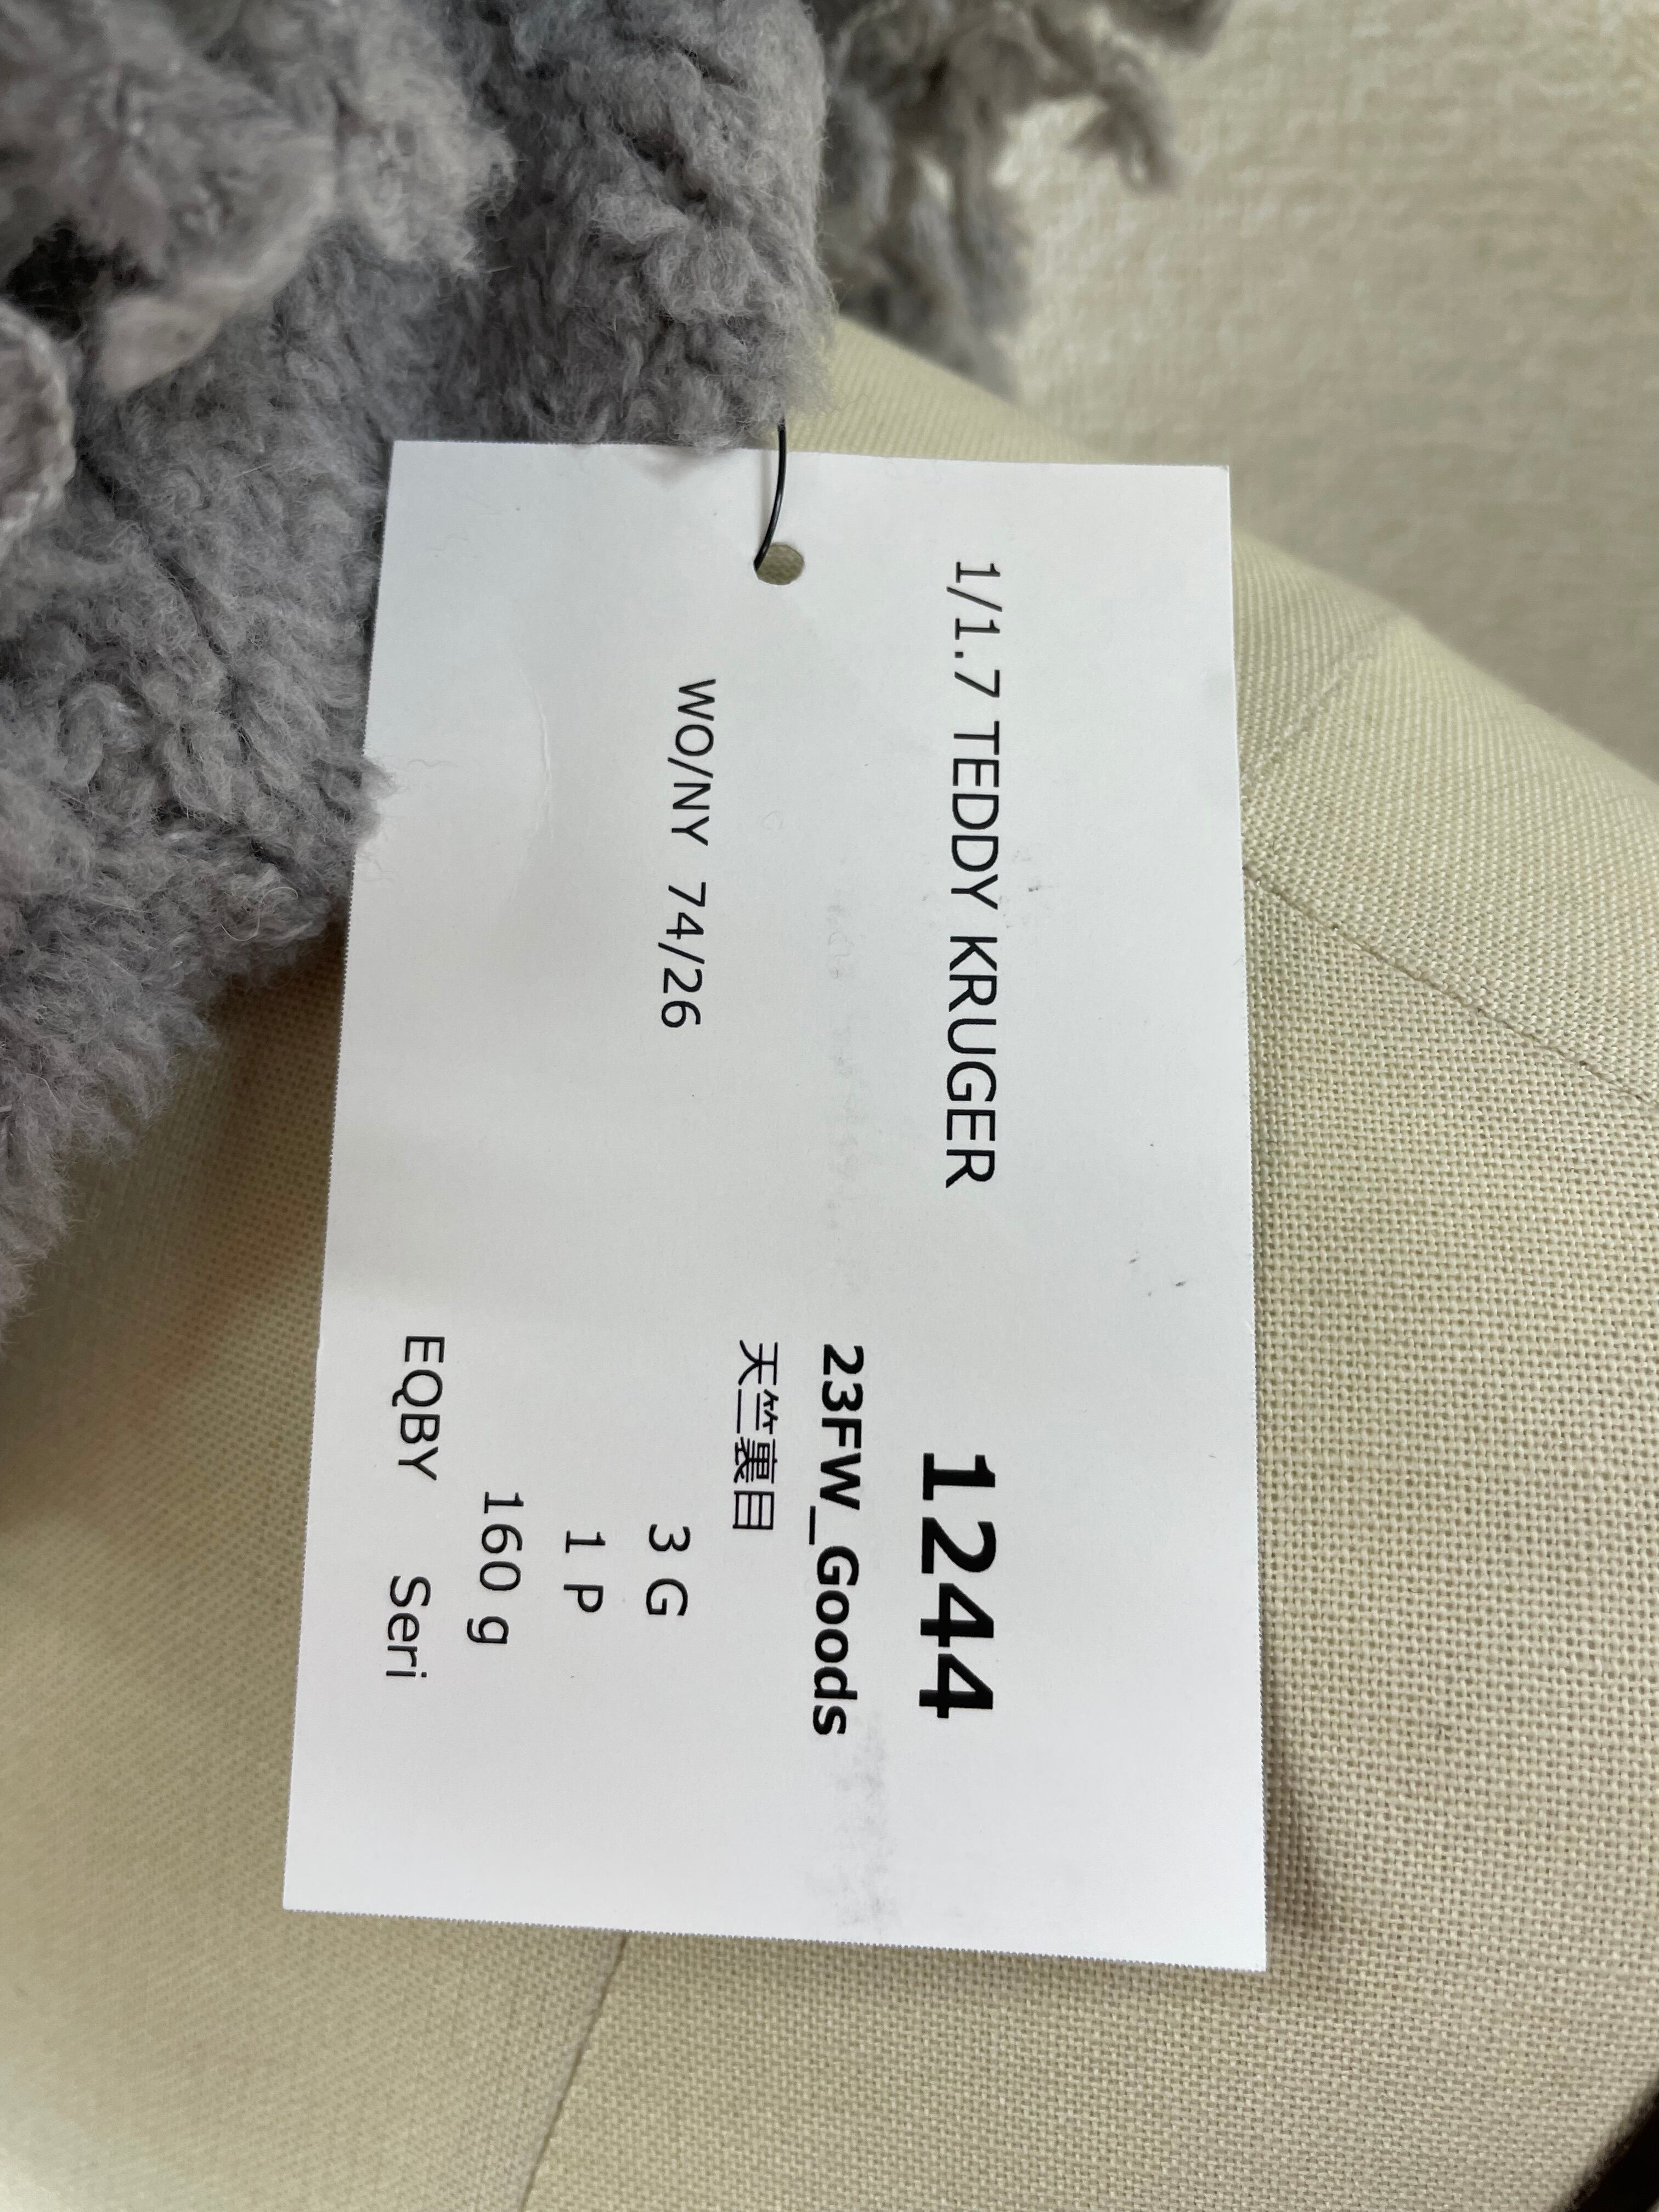 1/1.7 TEDDY KRUGER
1244
23FW_Goods
天竺裏目
WO/NY 74/26
3 G
1 P
160 g
EQBY Seri